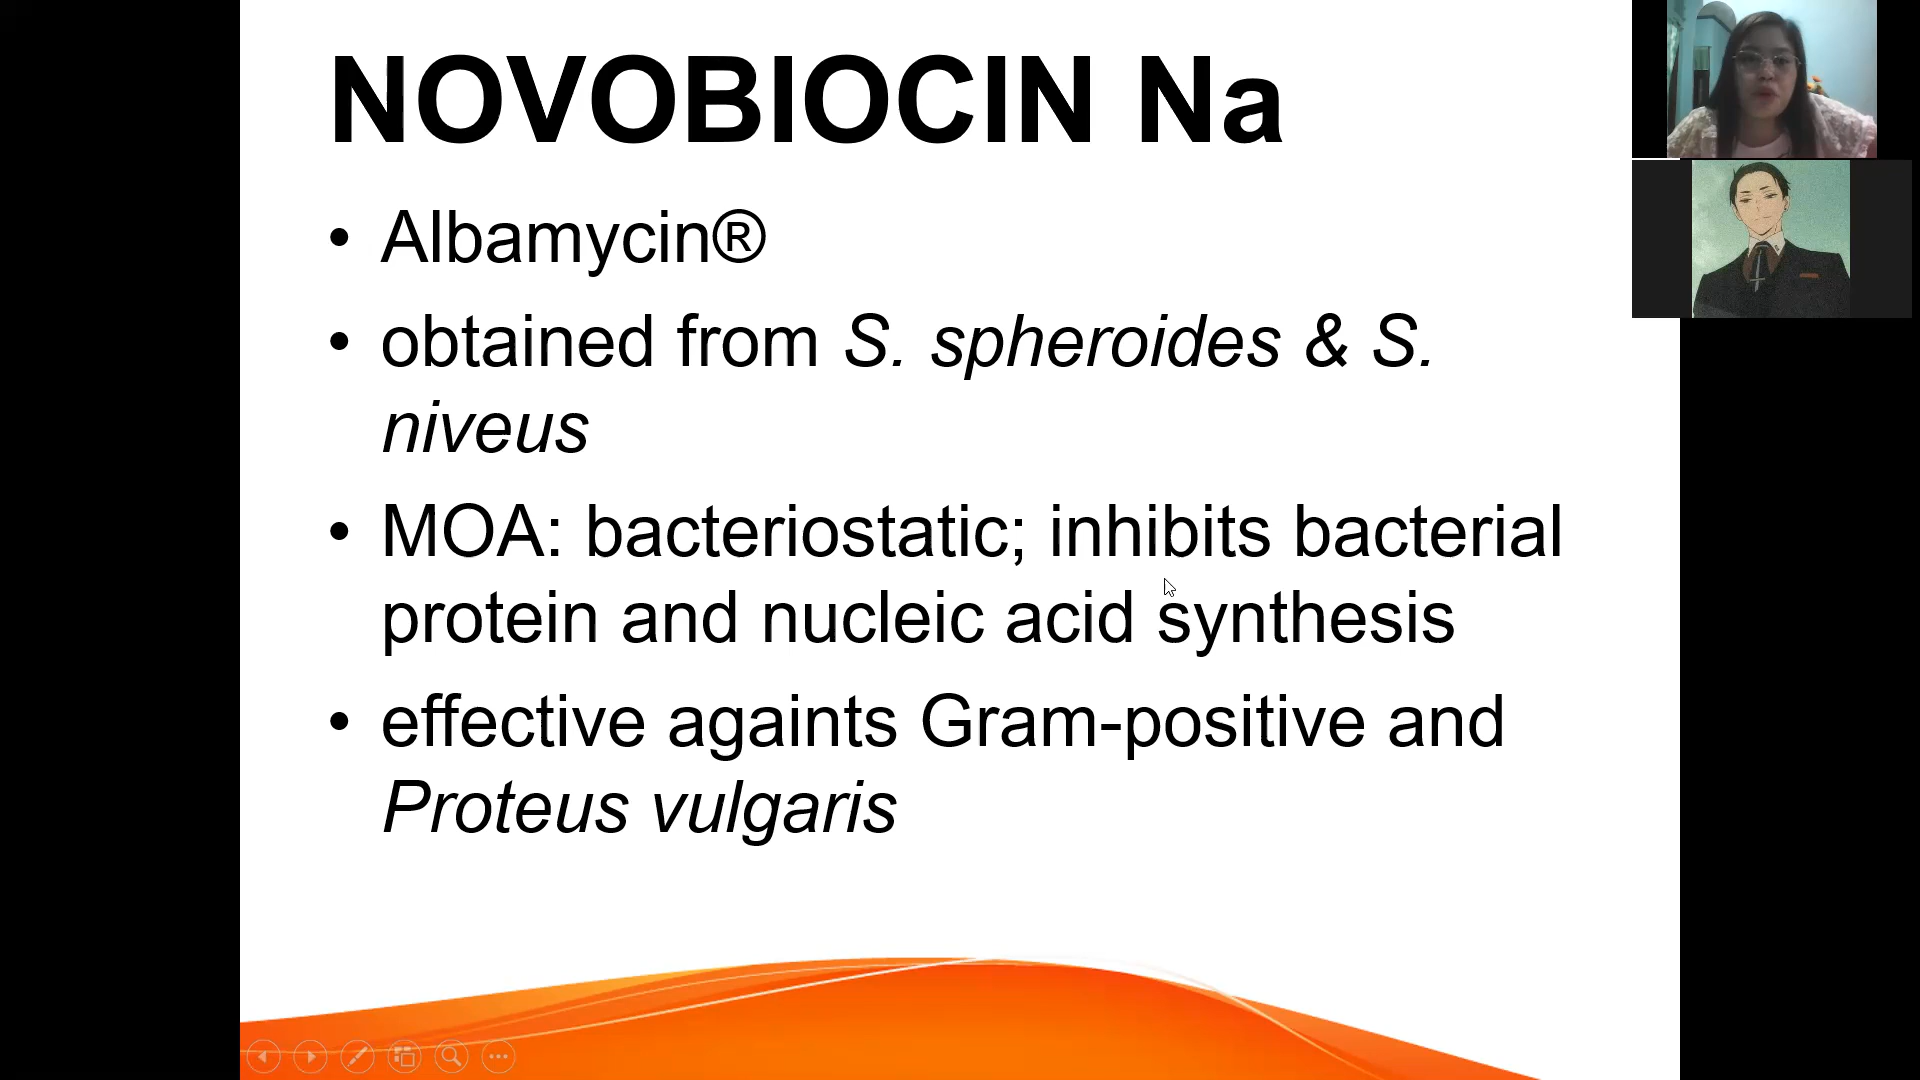 NOVOBIOCIN Na
• Albamycin®
• obtained from S. spheroides & S.
niveus
• MOA: bacteriostatic; inhibits bacterial
protein and nucleic acid synthesis
• effective againts Gram-positive and
Proteus vulgaris